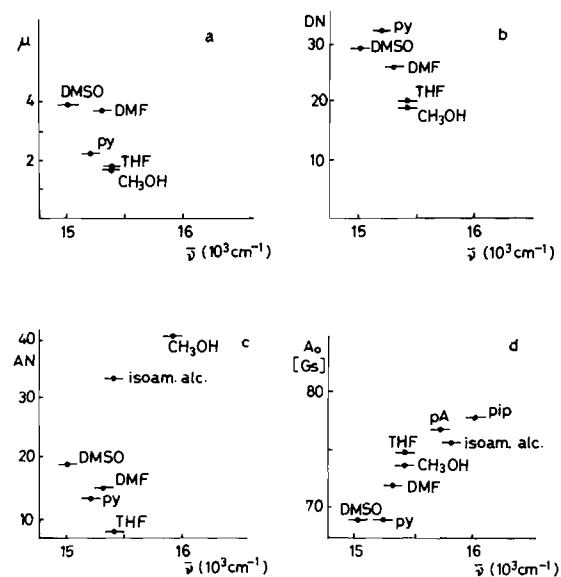 a
μ
4
2
DMSO
DMF
py
THF
CH₃OH
15 16
ν̄ (10³cm⁻¹)
b
DN
30
20
10
py
DMSO
DMF
THF
CH₃OH
15 16
ν̄ (10³cm⁻¹)
c
40
AN
30
20
10
CH₃OH
isoam. alc.
DMSO
DMF
py
THF
15 16
ν̄ (10³cm⁻¹)
d
A₀
[Gs]
80
70
pip
pA
isoam. alc.
THF
CH₃OH
DMF
DMSO
py
15 16
ν̄ (10³cm⁻¹)